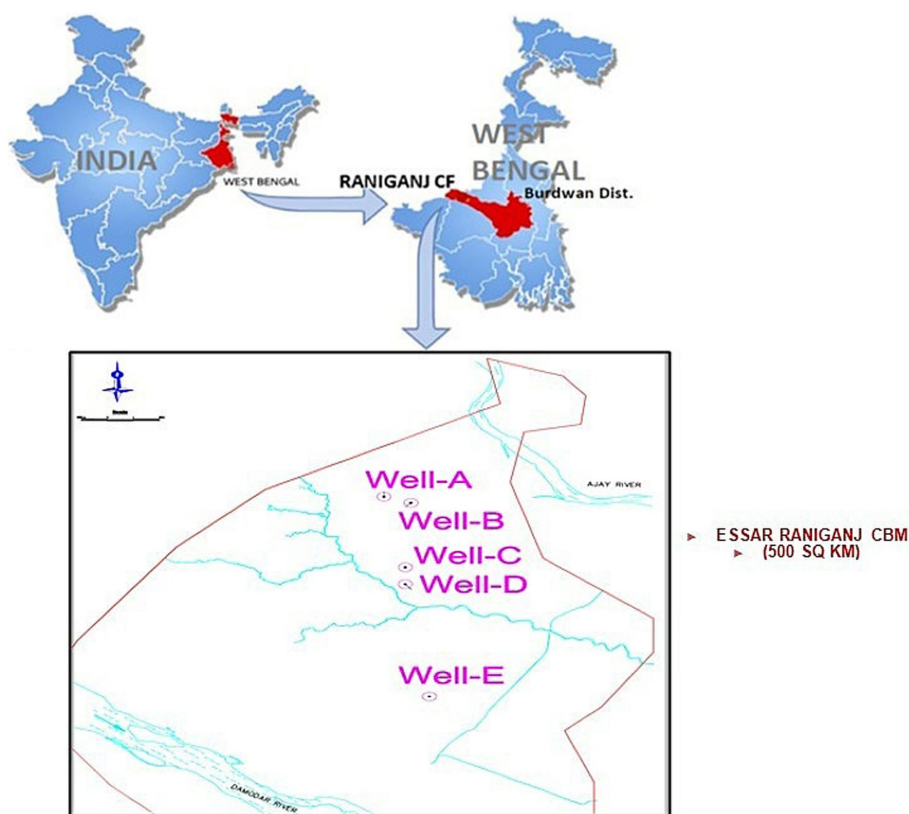 INDIA
WEST BENGAL
WEST
BENGAL
RANIGANJ CF
Burdwan Dist.
Well-A
Well-B
Well-C
Well-D
Well-E
AJAY RIVER
DAMODAR RIVER
ESSAR RANIGANJ CBM
(500 SQ KM)